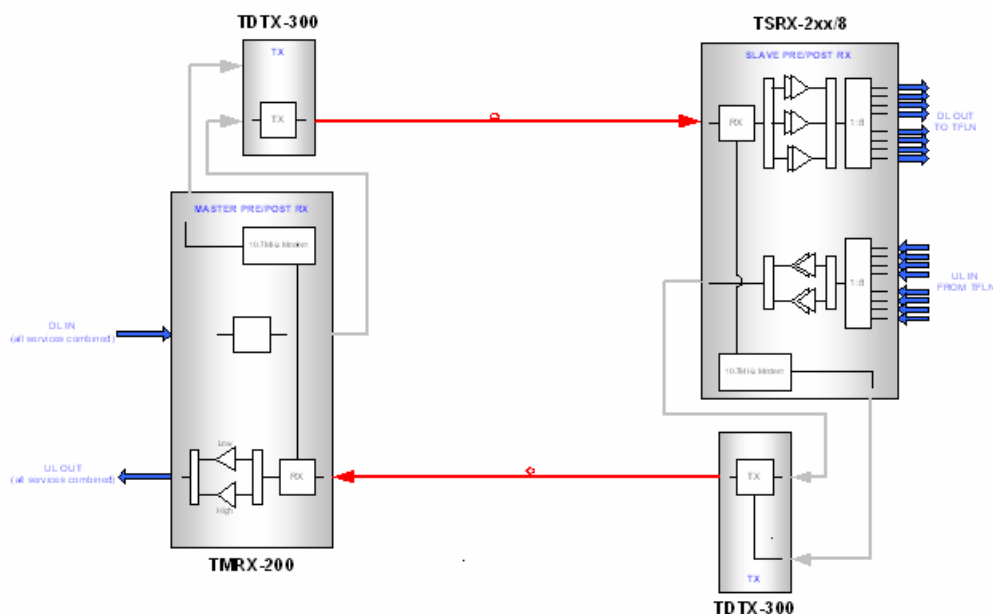 TDTX-300
TX
TX
TSRX-2xx/8
SLAVE PRE/POST RX
RX
1:8
DL OUT
TO TFLN
MASTER PRE/POST RX
10.7MHz Modem
DL IN
(all services combined)
1:8
UL IN
FROM TFLN
10.7MHz Modem
Low
UL OUT
(all services combined)
RX
High
TMRX-200
TX
TX
TDTX-300